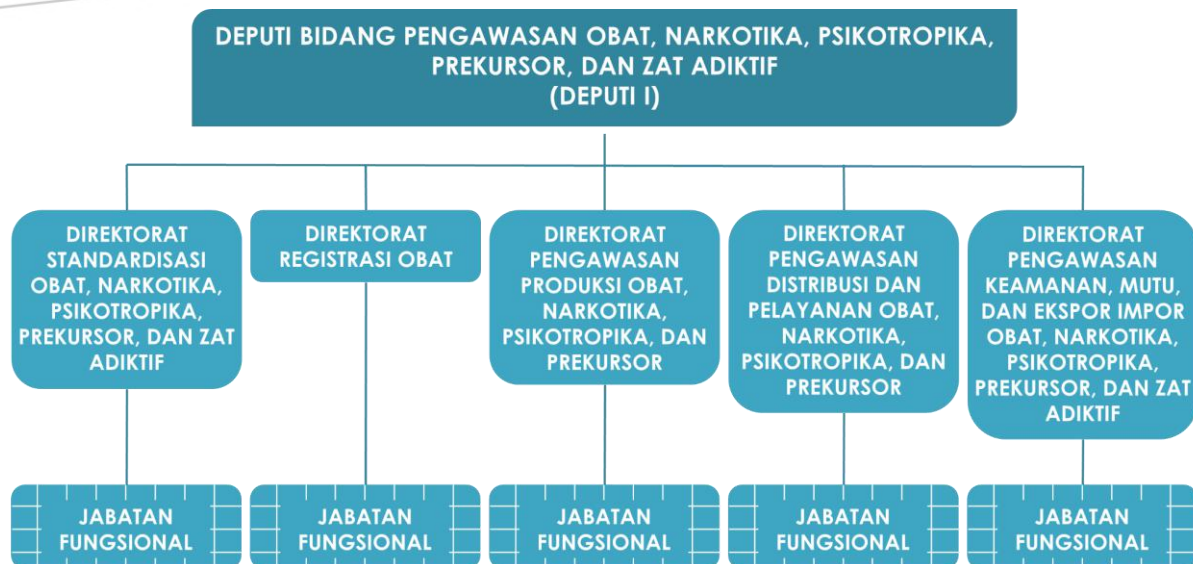 DEPUTI BIDANG PENGAWASAN OBAT, NARKOTIKA, PSIKOTROPIKA,
PREKURSOR, DAN ZAT ADIKTIF
(DEPUTI I)
DIREKTORAT
STANDARDISASI
OBAT, NARKOTIKA,
PSIKOTROPIKA,
PREKURSOR, DAN ZAT
ADIKTIF
DIREKTORAT
REGISTRASI OBAT
DIREKTORAT
PENGAWASAN
PRODUKSI OBAT,
NARKOTIKA,
PSIKOTROPIKA, DAN
PREKURSOR
DIREKTORAT
PENGAWASAN
DISTRIBUSI DAN
PELAYANAN OBAT,
NARKOTIKA,
PSIKOTROPIKA, DAN
PREKURSOR
DIREKTORAT
PENGAWASAN
KEAMANAN, MUTU,
DAN EKSPOR IMPOR
OBAT, NARKOTIKA,
PSIKOTROPIKA,
PREKURSOR, DAN ZAT
ADIKTIF
JABATAN
FUNGSIONAL
JABATAN
FUNGSIONAL
JABATAN
FUNGSIONAL
JABATAN
FUNGSIONAL
JABATAN
FUNGSIONAL